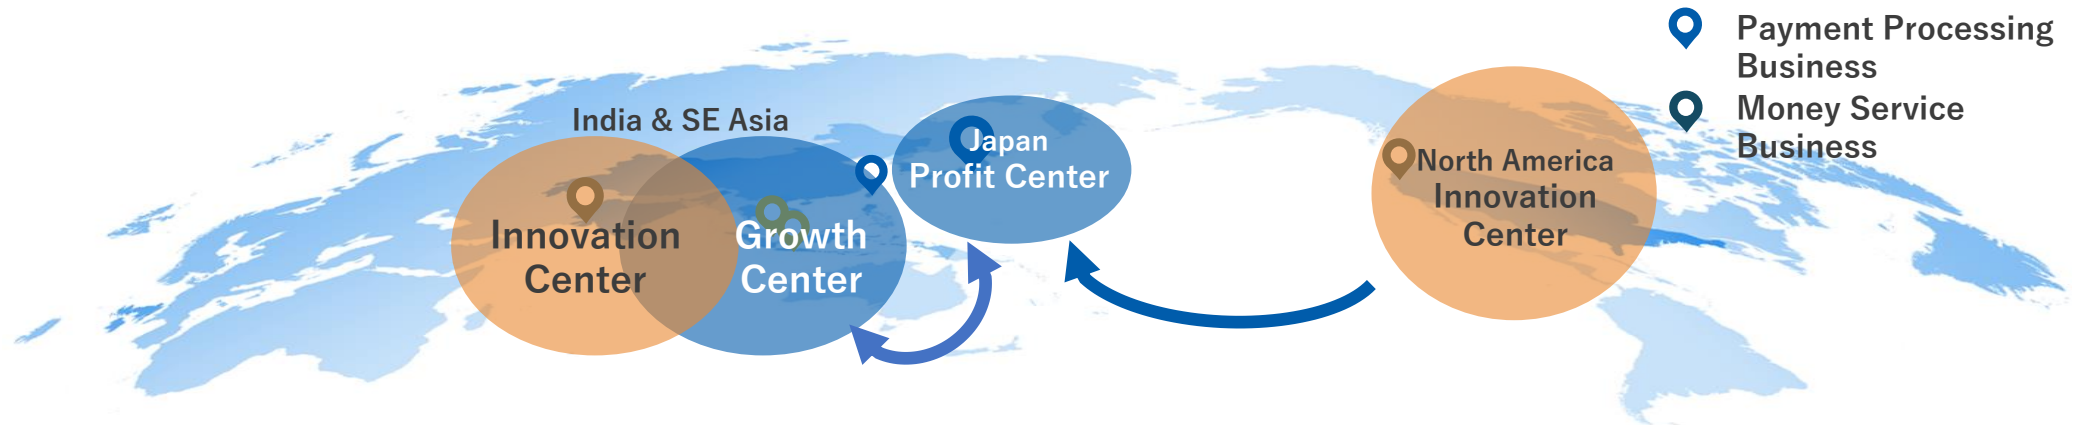 Payment Processing
Business
Money Service
Business
India & SE Asia
Innovation
Center
Growth
Center
Japan
Profit Center
North America
Innovation
Center